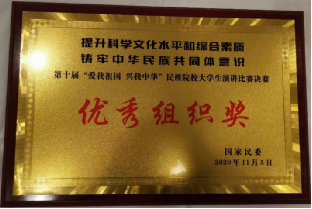 提升科学文化水平和综合素质
铸牢中华民族共同体意识
第十届“爱我祖国 兴我中华”民族院校大学生演讲比赛决赛
优秀组织奖
国家民委
2020年11月5日